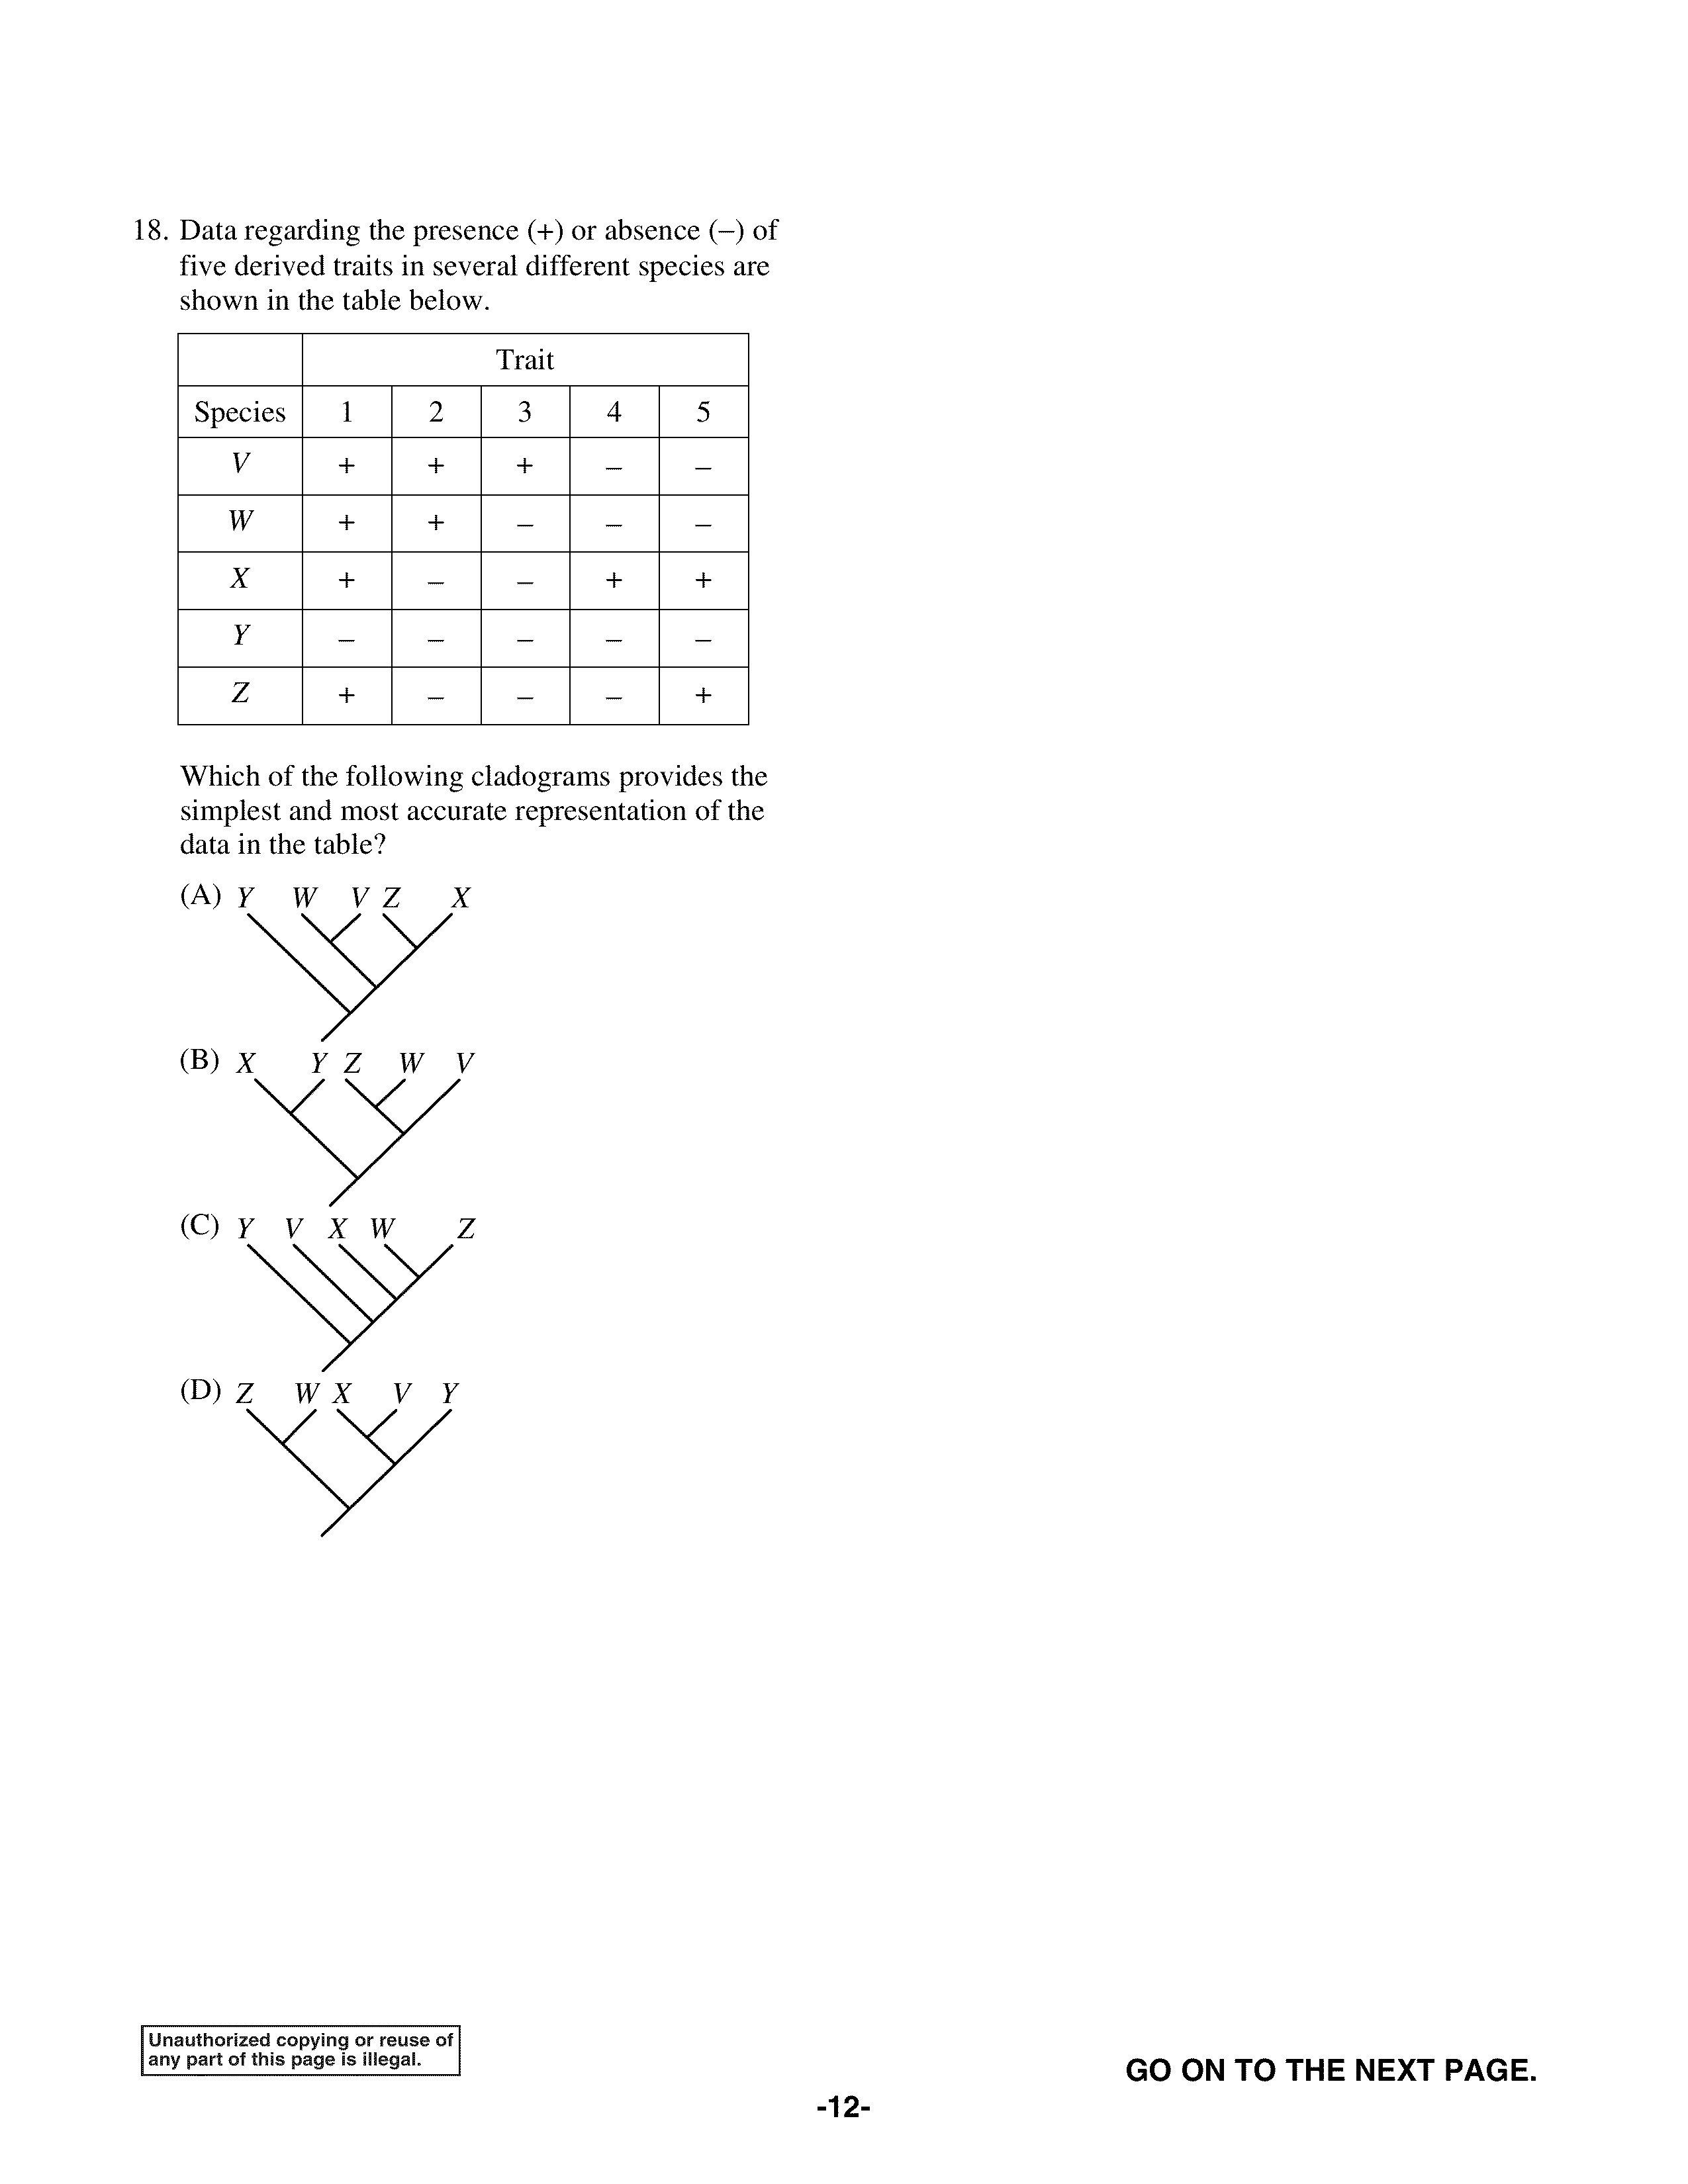 18. Data regarding the presence (+) or absence (–) of
five derived traits in several different species are
shown in the table below.
Trait
Species 1 2 3 4 5
V + + + – –
W + + – – –
X + – – + +
Y – – – – –
Z + – – – +
Which of the following cladograms provides the
simplest and most accurate representation of the
data in the table?
(A) Y W V Z X
(B) X Y Z W V
(C) Y V X W Z
(D) Z W X V Y
Unauthorized copying or reuse of
any part of this page is illegal.
GO ON TO THE NEXT PAGE.
-12-